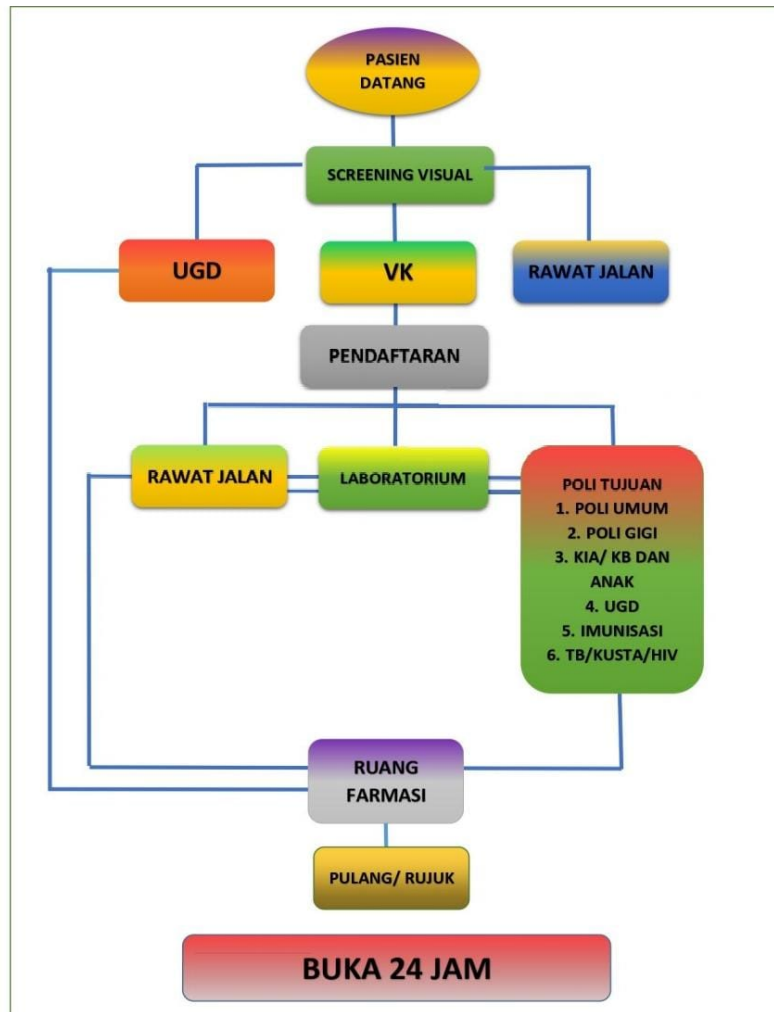 PASIEN
DATANG
SCREENING VISUAL
UGD
VK
RAWAT JALAN
PENDAFTARAN
RAWAT JALAN
LABORATORIUM
POLI TUJUAN
1. POLI UMUM
2. POLI GIGI
3. KIA/ KB DAN
ANAK
4. UGD
5. IMUNISASI
6. TB/KUSTA/HIV
RUANG
FARMASI
PULANG/ RUJUK
BUKA 24 JAM